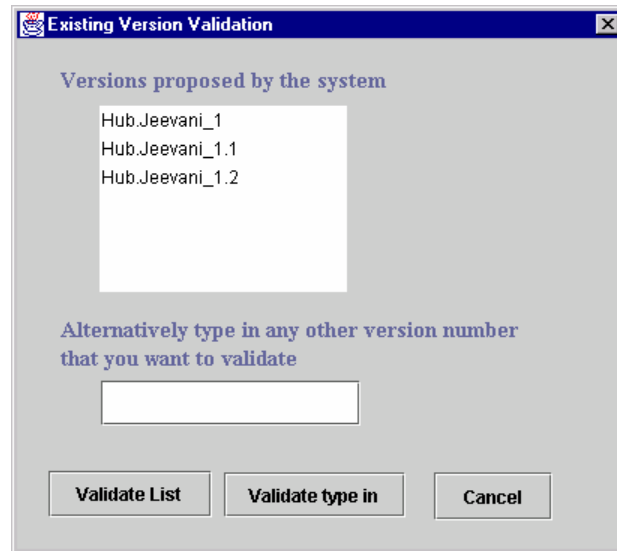 Existing Version Validation
Versions proposed by the system
Hub.Jeevani_1
Hub.Jeevani_1.1
Hub.Jeevani_1.2
Alternatively type in any other version number
that you want to validate
Validate List
Validate type in
Cancel